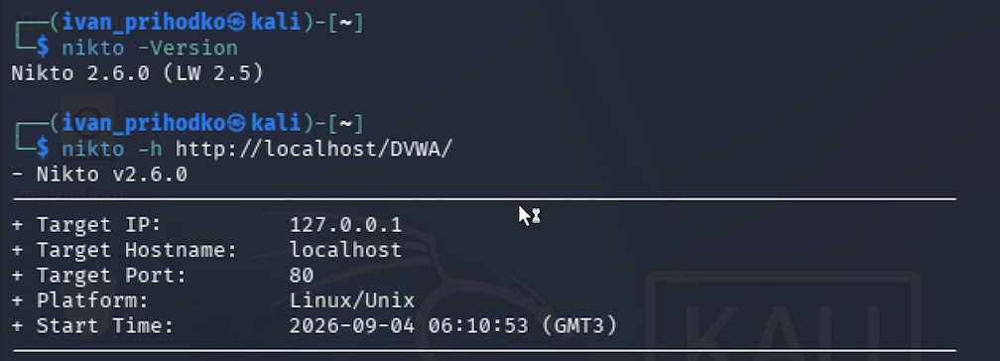 ┌──(ivan_prihodko㉿kali)-[~]
└─$ nikto -Version
Nikto 2.6.0 (LW 2.5)
┌──(ivan_prihodko㉿kali)-[~]
└─$ nikto -h http://localhost/DVWA/
- Nikto v2.6.0
+ Target IP: 127.0.0.1
+ Target Hostname: localhost
+ Target Port: 80
+ Platform: Linux/Unix
+ Start Time: 2026-09-04 06:10:53 (GMT3)
KALI